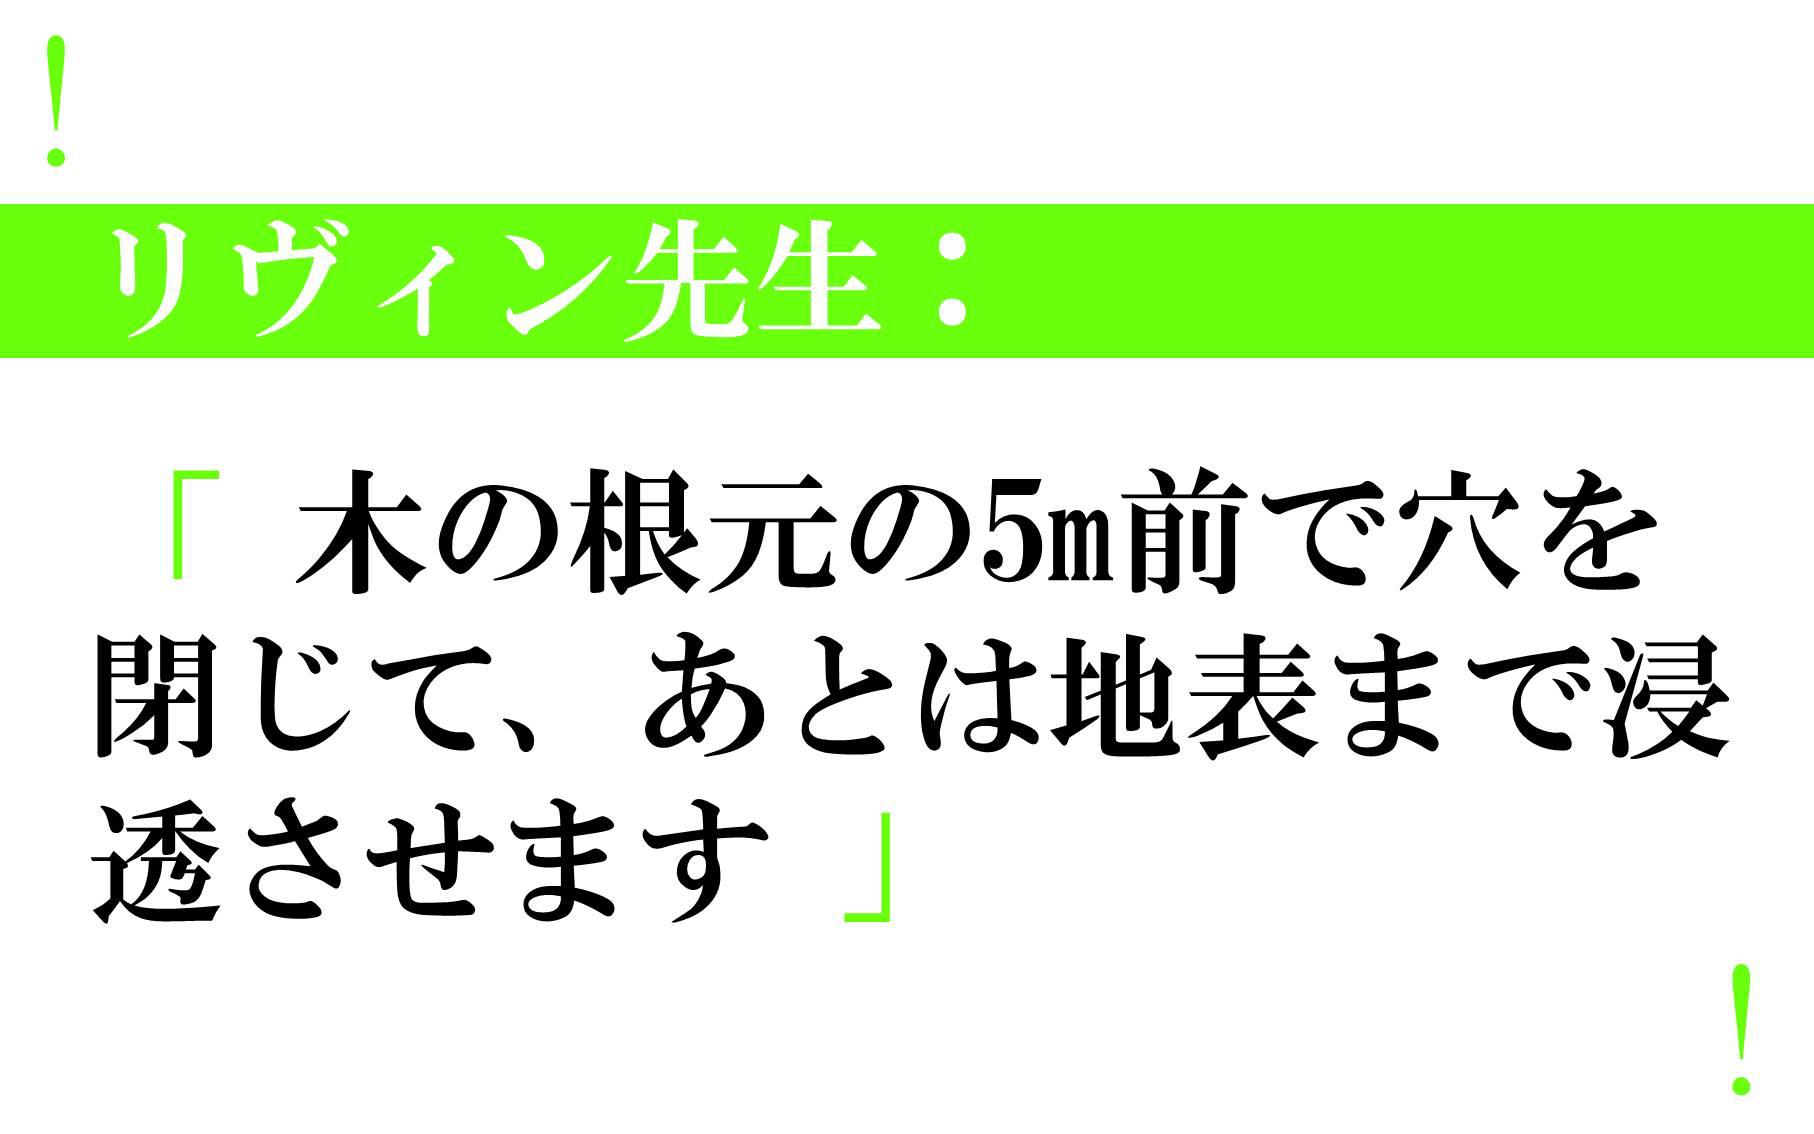 !
リヴィン先生：
「 木の根元の5m前で穴を
閉じて、あとは地表まで浸
透させます 」
!